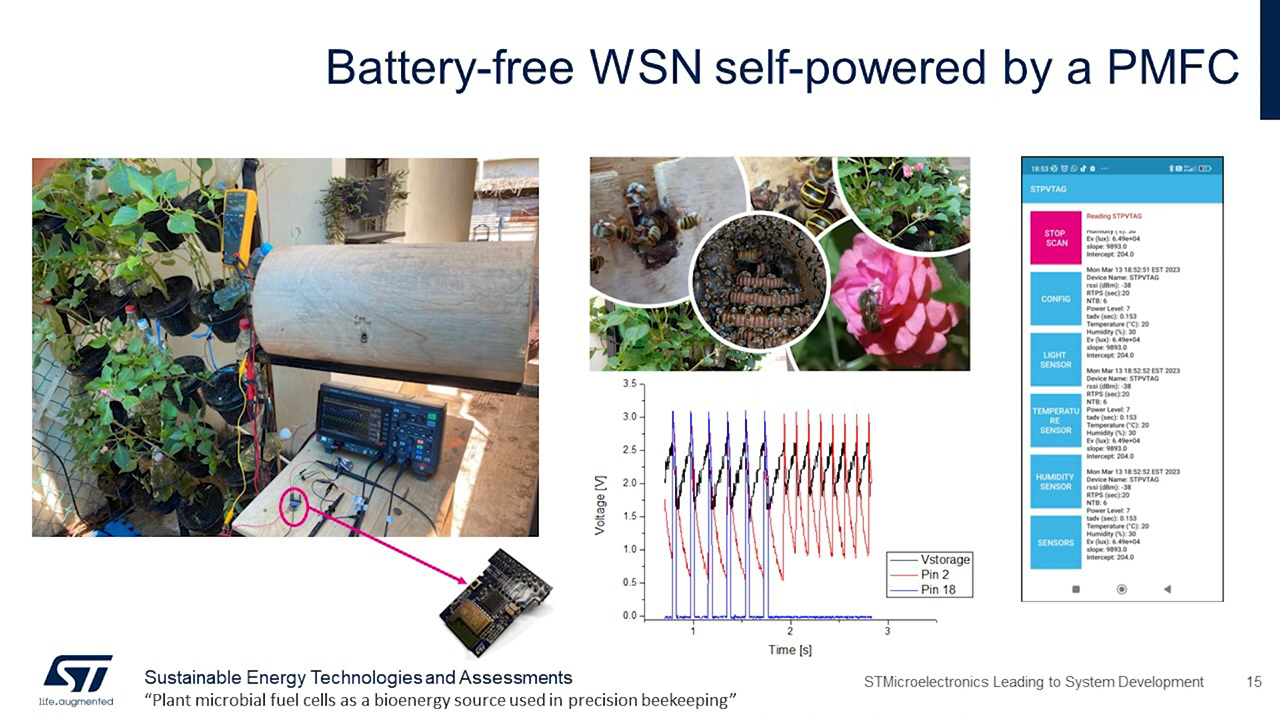 Battery-free WSN self-powered by a PMFC
18:53
STPVTAG
STOP
SCAN
CONFIG
LIGHT
SENSOR
TEMPERATU
RE
SENSOR
HUMIDITY
SENSOR
SENSORS
Reading STPVTAG
Ev (lux): 6.49e+04
slope: 9893.0
Intercept: 204.0
Mon Mar 13 18:52:51 EST 2023
Device Name: STPVTAG
rssi (dBm): -38
RTPS (sec):20
NTB: 6
Power Level: 7
tadv (sec): 0.153
Temperature (°C): 20
Humidity (%): 30
Ev (lux): 6.49e+04
slope: 9893.0
Intercept: 204.0
Mon Mar 13 18:52:52 EST 2023
Device Name: STPVTAG
rssi (dBm): -38
RTPS (sec):20
NTB: 6
Power Level: 7
tadv (sec): 0.153
Temperature (°C): 20
Humidity (%): 30
Ev (lux): 6.49e+04
slope: 9893.0
Intercept: 204.0
Mon Mar 13 18:52:52 EST 2023
Device Name: STPVTAG
rssi (dBm): -38
RTPS (sec):20
NTB: 6
Power Level: 7
tadv (sec): 0.153
Temperature (°C): 20
Humidity (%): 30
Ev (lux): 6.49e+04
slope: 9893.0
Intercept: 204.0
3.5
3.0
2.5
2.0
1.5
1.0
0.5
0.0
Voltage [V]
1 2 3
Time [s]
Vstorage
Pin 2
Pin 18
ST
life.augmented
Sustainable Energy Technologies and Assessments
“Plant microbial fuel cells as a bioenergy source used in precision beekeeping”
STMicroelectronics Leading to System Development 15